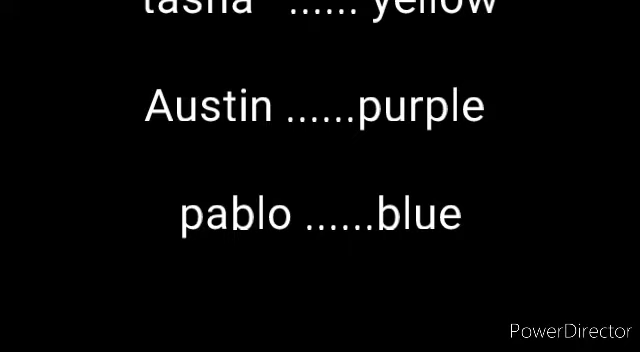 tasha ...... yellow
Austin ......purple
pablo ......blue
PowerDirector